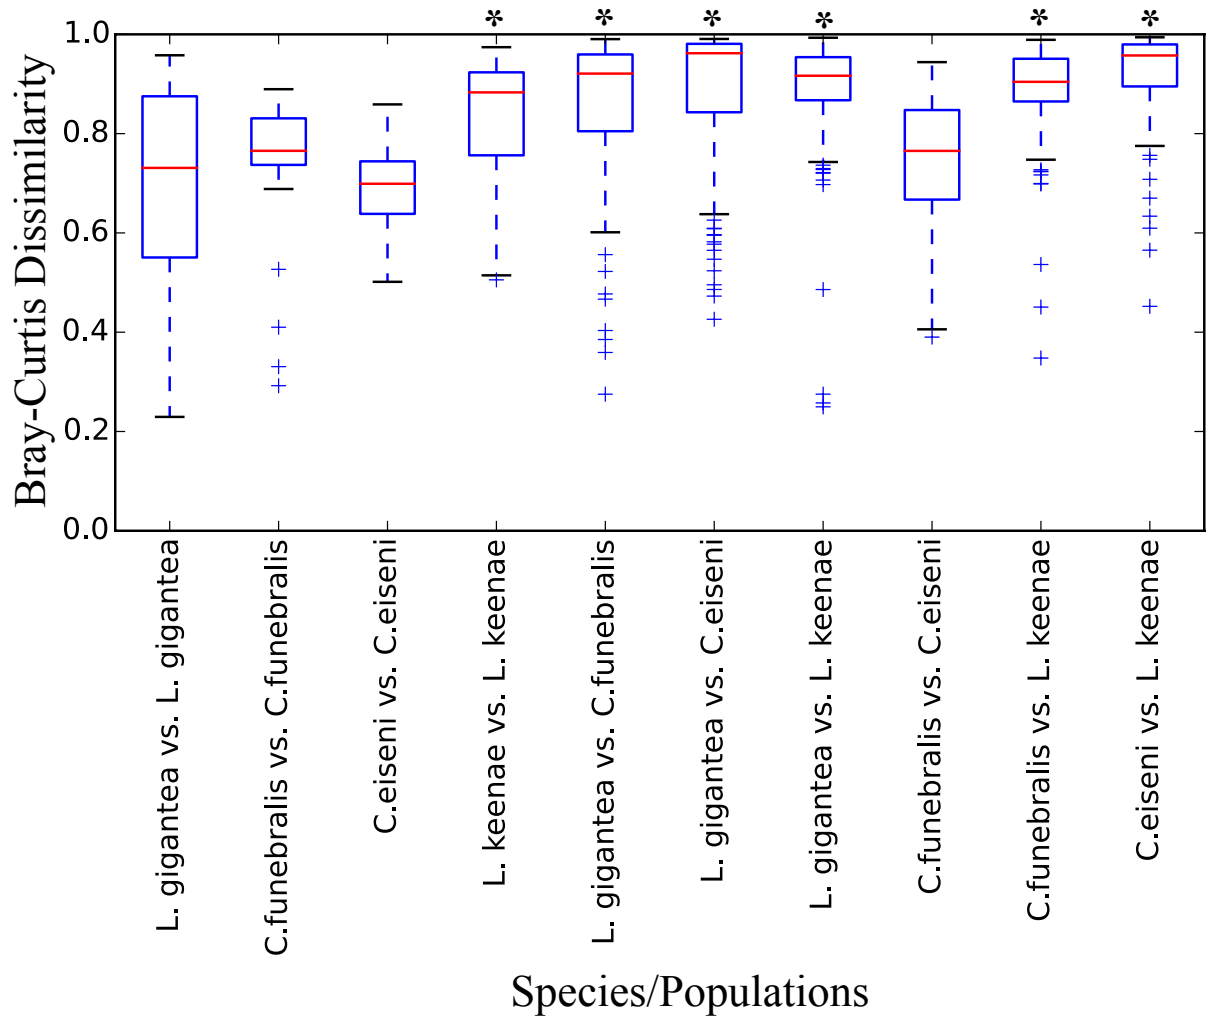 * * * * * *
Bray-Curtis Dissimilarity
1.0
0.8
0.6
0.4
0.2
0.0
L. gigantea vs. L. gigantea
C.funebralis vs. C.funebralis
C.eiseni vs. C.eiseni
L. keenae vs. L. keenae
L. gigantea vs. C.funebralis
L. gigantea vs. C.eiseni
L. gigantea vs. L. keenae
C.funebralis vs. C.eiseni
C.funebralis vs. L. keenae
C.eiseni vs. L. keenae
Species/Populations